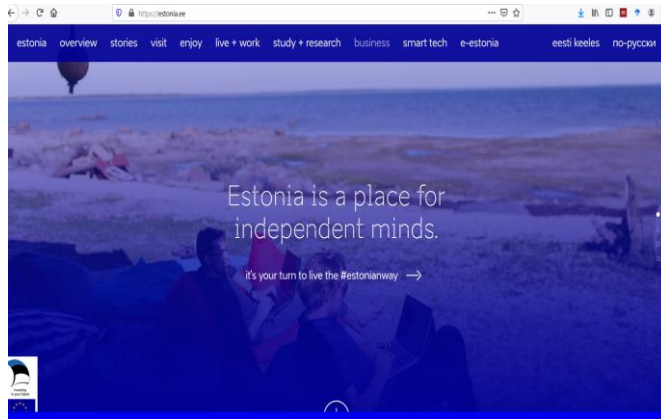 https://estonia.ee
estonia overview stories visit enjoy live + work study + research business smart tech e-estonia eesti keeles по-русски
Estonia is a place for
independent minds.
it's your turn to live the #estonianway